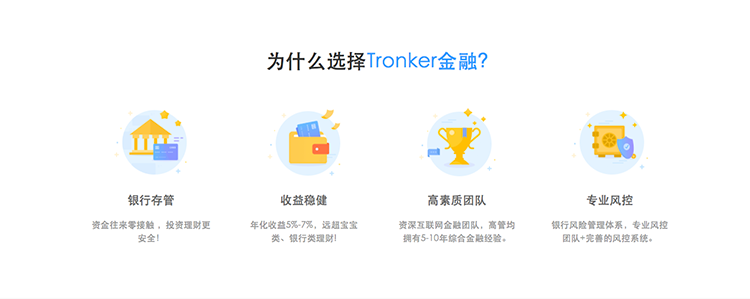 为什么选择Tronker金融?
银行存管
资金往来零接触，投资理财更
安全!
收益稳健
年化收益5%-7%，远超宝宝
类、银行类理财!
高素质团队
资深互联网金融团队，高管均
拥有5-10年综合金融经验。
专业风控
银行风险管理体系，专业风控
团队+完善的风控系统。